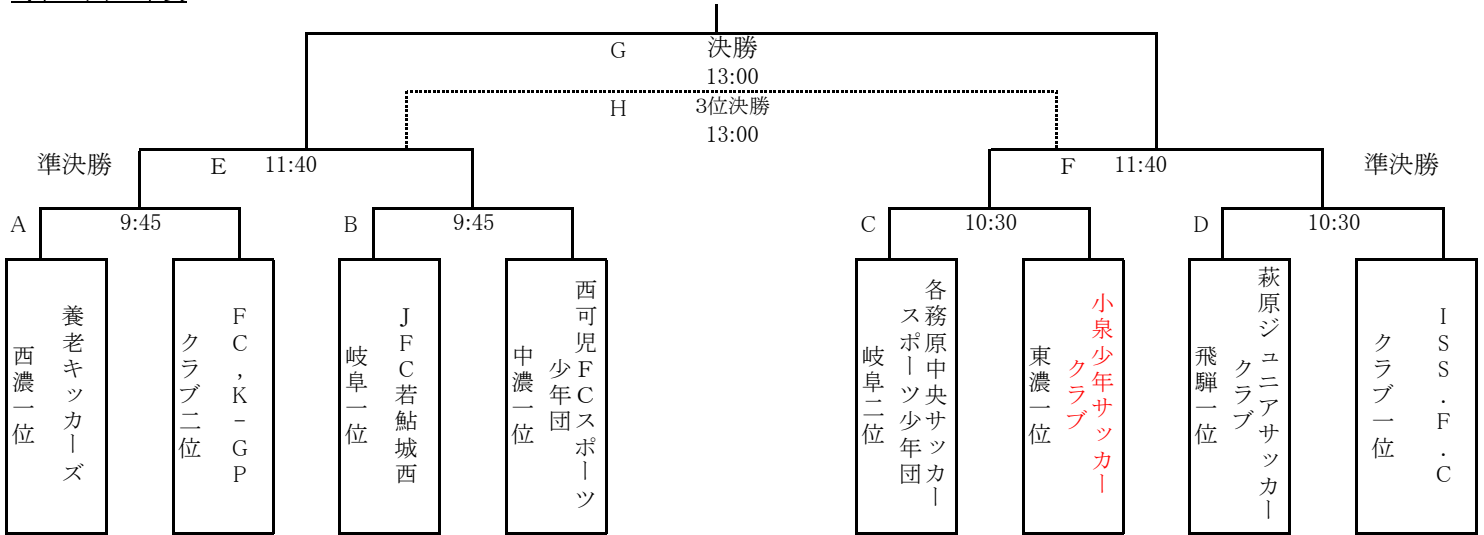 G 決勝
13:00
H 3位決勝
13:00
準決勝 E 11:40 F 11:40 準決勝
A 9:45 B 9:45 C 10:30 D 10:30
養老キッカーズ
西濃一位
FC,K-GP
クラブ二位
JFC若鮎城西
岐阜一位
西可児FCスポーツ
少年団
中濃一位
各務原中央サッカー
スポーツ少年団
岐阜二位
小泉少年サッカー
クラブ
東濃一位
萩原ジュニアサッカー
クラブ
飛騨一位
ISS.F.C
クラブ一位